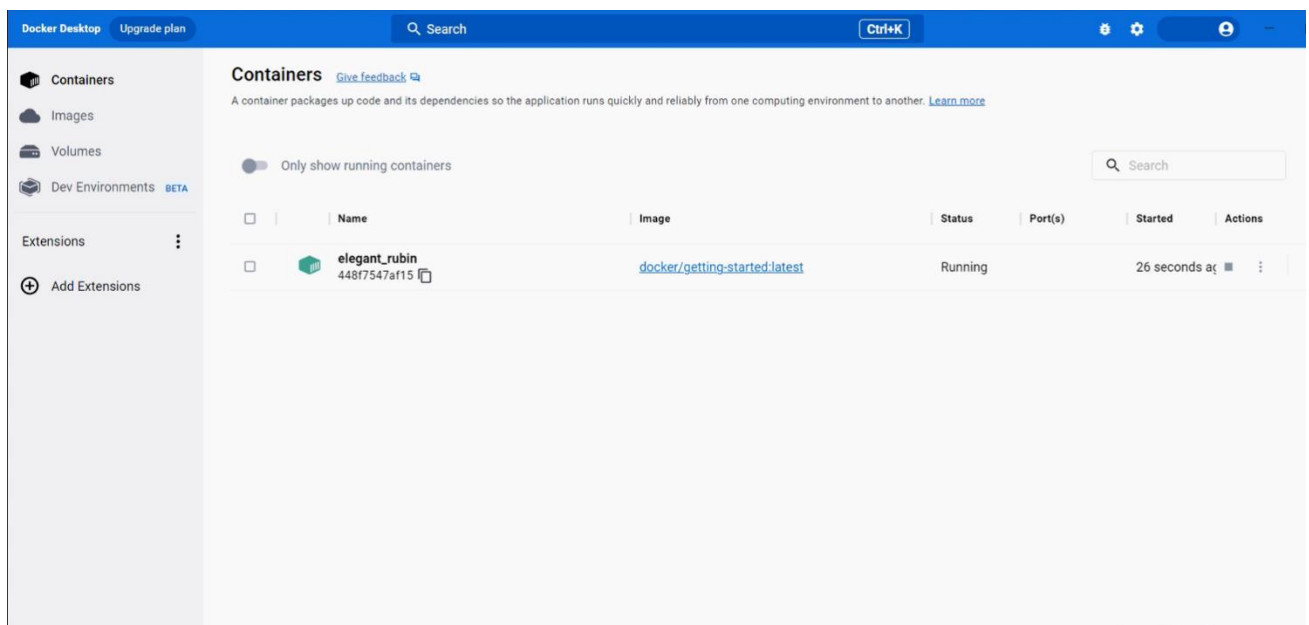 Docker Desktop Upgrade plan Search Ctrl+K
Containers
Images
Volumes
Dev Environments BETA
Extensions
Add Extensions
Containers Give feedback
A container packages up code and its dependencies so the application runs quickly and reliably from one computing environment to another. Learn more
Only show running containers Search
Name Image Status Port(s) Started Actions
elegant_rubin
448f7547af15 docker/getting-started:latest Running 26 seconds ag